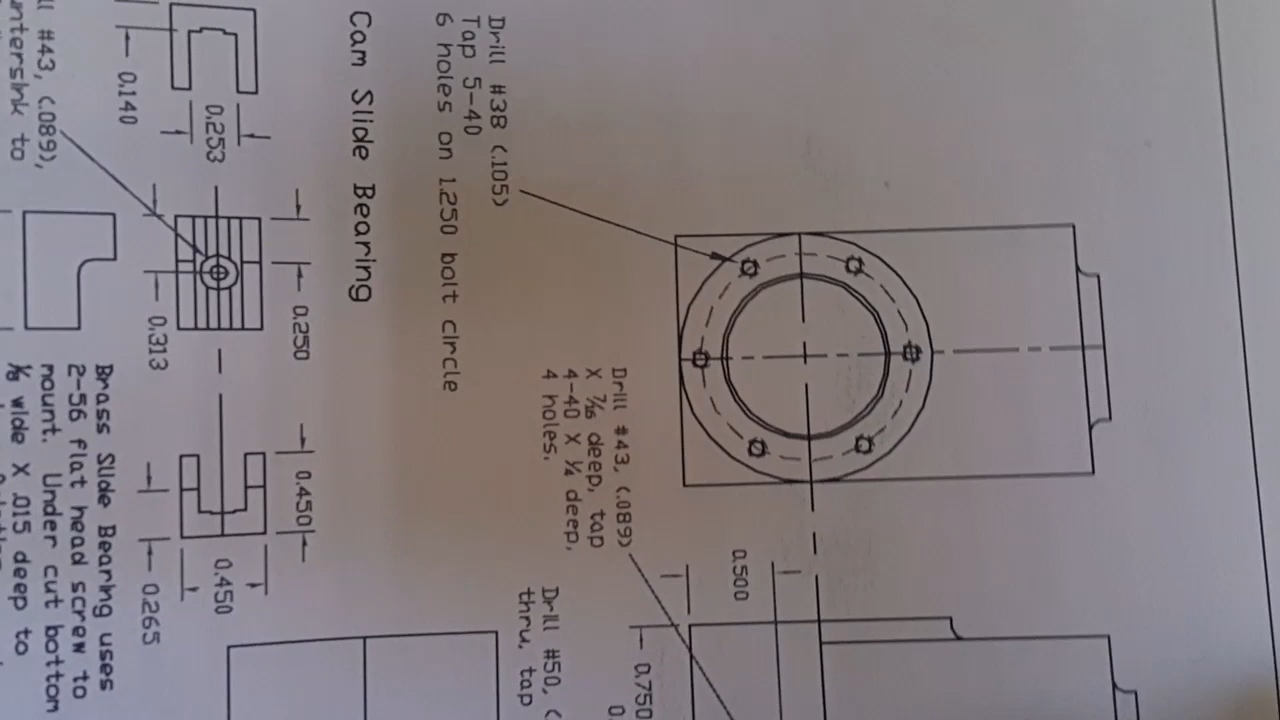 Drill #38 (.105)
Tap 5-40
6 holes on 1.250 bolt circle
Cam Slide Bearing
Drill #43, (.089)
X 7/16 deep, tap
4-40 X 1/4 deep,
4 holes.
0.500
0.750
0.
Drill #50, (
thru, tap
0.140
0.253
#43, (.089),
to
0.250
0.313
0.450
0.450
0.265
Brass Slide Bearing uses
2-56 flat head screw to
mount. Under cut bottom
1/8 wide X .015 deep to